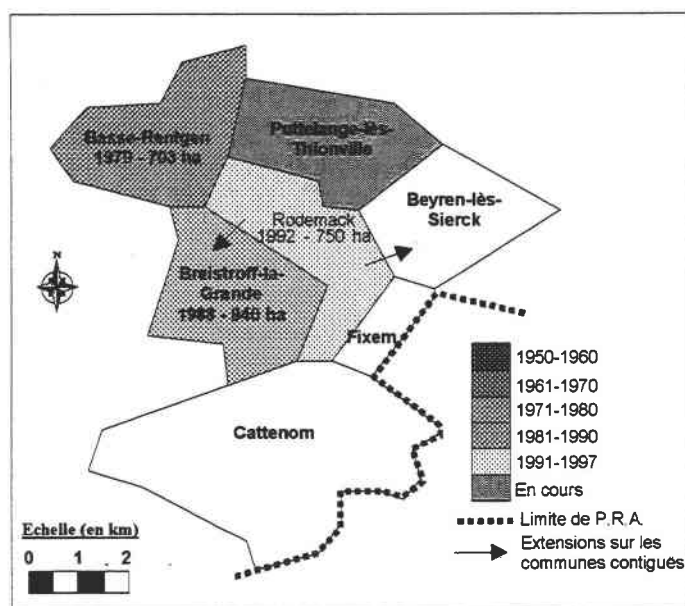 Basse-Rentgen
1979 - 703 ha
Puttelange-lès-
Thionville
Beyren-lès-
Sierck
Rodemack
1992 - 750 ha
Breistroff-la-
Grande
1988 - 840 ha
Fixem
N
Cattenom
1950-1960
1961-1970
1971-1980
1981-1990
1991-1997
En cours
Limite de P.R.A.
Extensions sur les
communes contiguës
Echelle (en km)
0 1 2